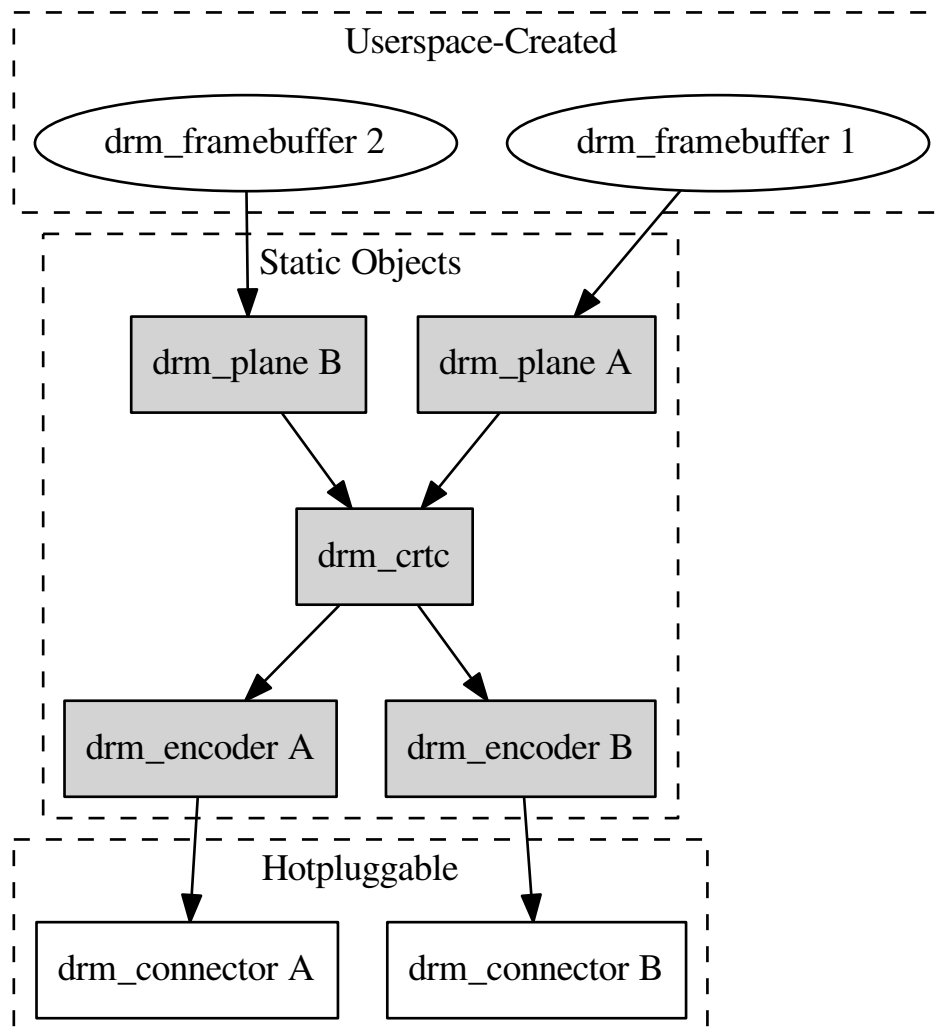 Userspace-Created
drm_framebuffer 2
drm_framebuffer 1
Static Objects
drm_plane B
drm_plane A
drm_crtc
drm_encoder A
drm_encoder B
Hotpluggable
drm_connector A
drm_connector B